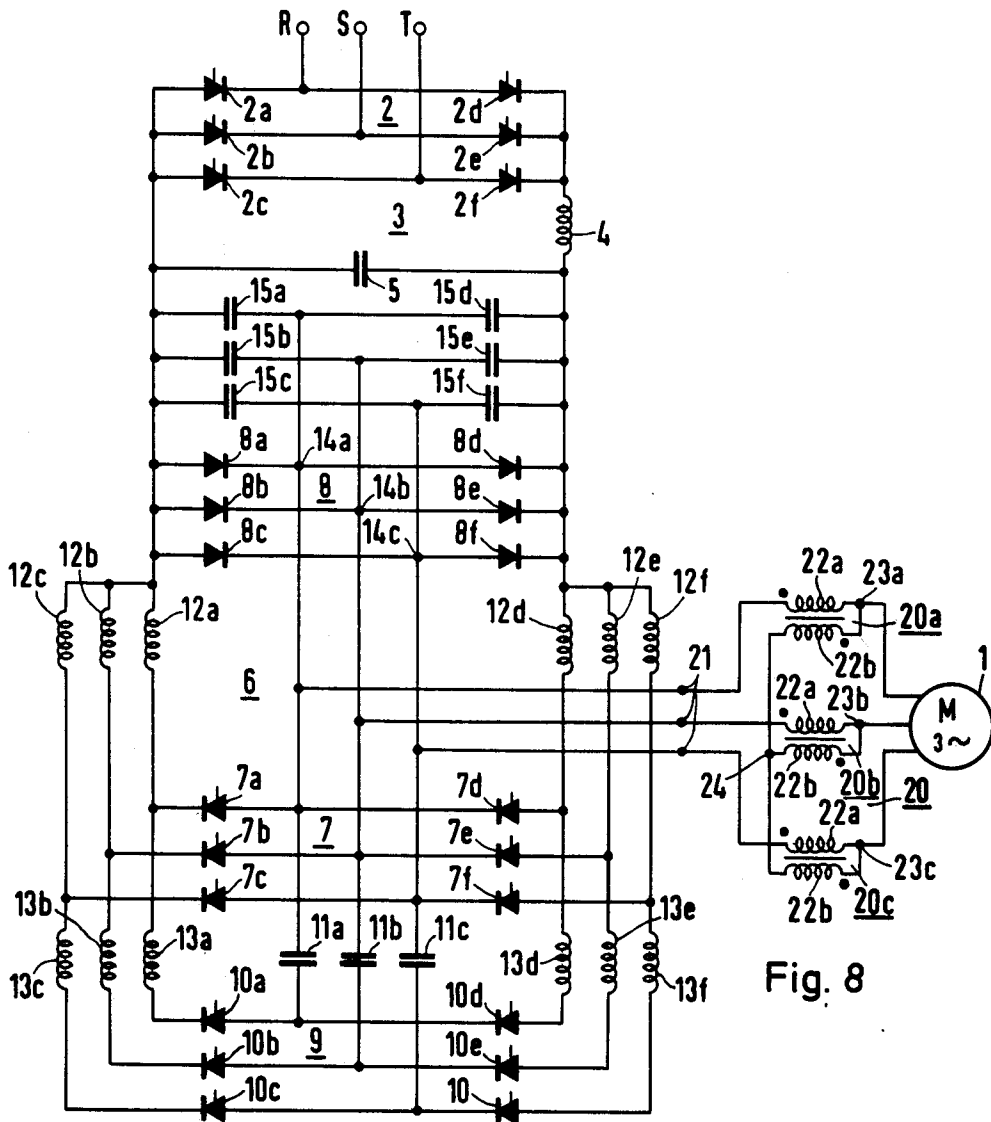 R S T
2a 2 2d
2b 2e
2c 2f
3 4
5
15a 15d
15b 15e
15c 15f
8a 14a 8d
8b 8 14b 8e
8c 14c 8f
12c 12b 12a 12d 12e 12f
22a 23a
20a
22b
1
6 21
22a 23b
M
3~
24 22b 20b 20
7a 7d
22a
7b 7 7e
7c 7f
23c
22b 20c
13b 13a 11a 11b 11c 13d 13e
13c 13f
Fig. 8
10a 10d
10b 9 10e
10c 10